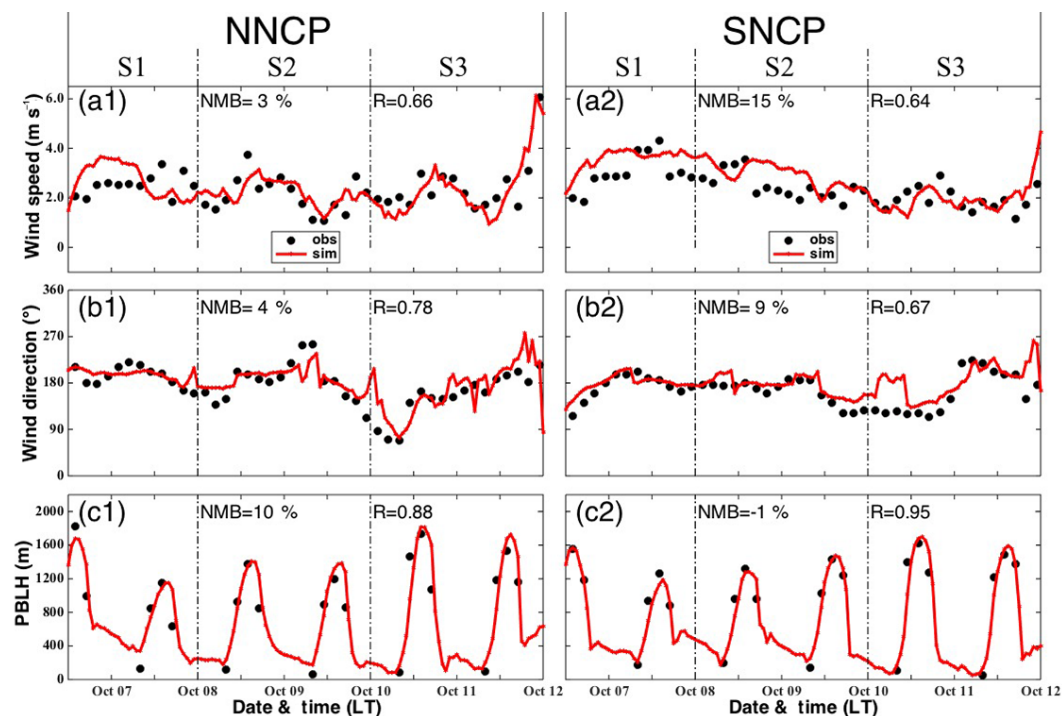 NNCP SNCP
S1 S2 S3 S1 S2 S3
(a1) NMB= 3 % R=0.66 (a2) NMB=15 % R=0.64
Wind speed (m s⁻¹)
6.0
4.0
2.0
0
obs obs
sim sim
(b1) NMB= 4 % R=0.78 (b2) NMB= 9 % R=0.67
Wind direction (°)
360
270
180
90
0
(c1) NMB=10 % R=0.88 (c2) NMB=-1 % R=0.95
PBLH (m)
2000
1600
1200
800
400
0
Oct 07 Oct 08 Oct 09 Oct 10 Oct 11 Oct 12 Oct 07 Oct 08 Oct 09 Oct 10 Oct 11 Oct 12
Date & time (LT) Date & time (LT)